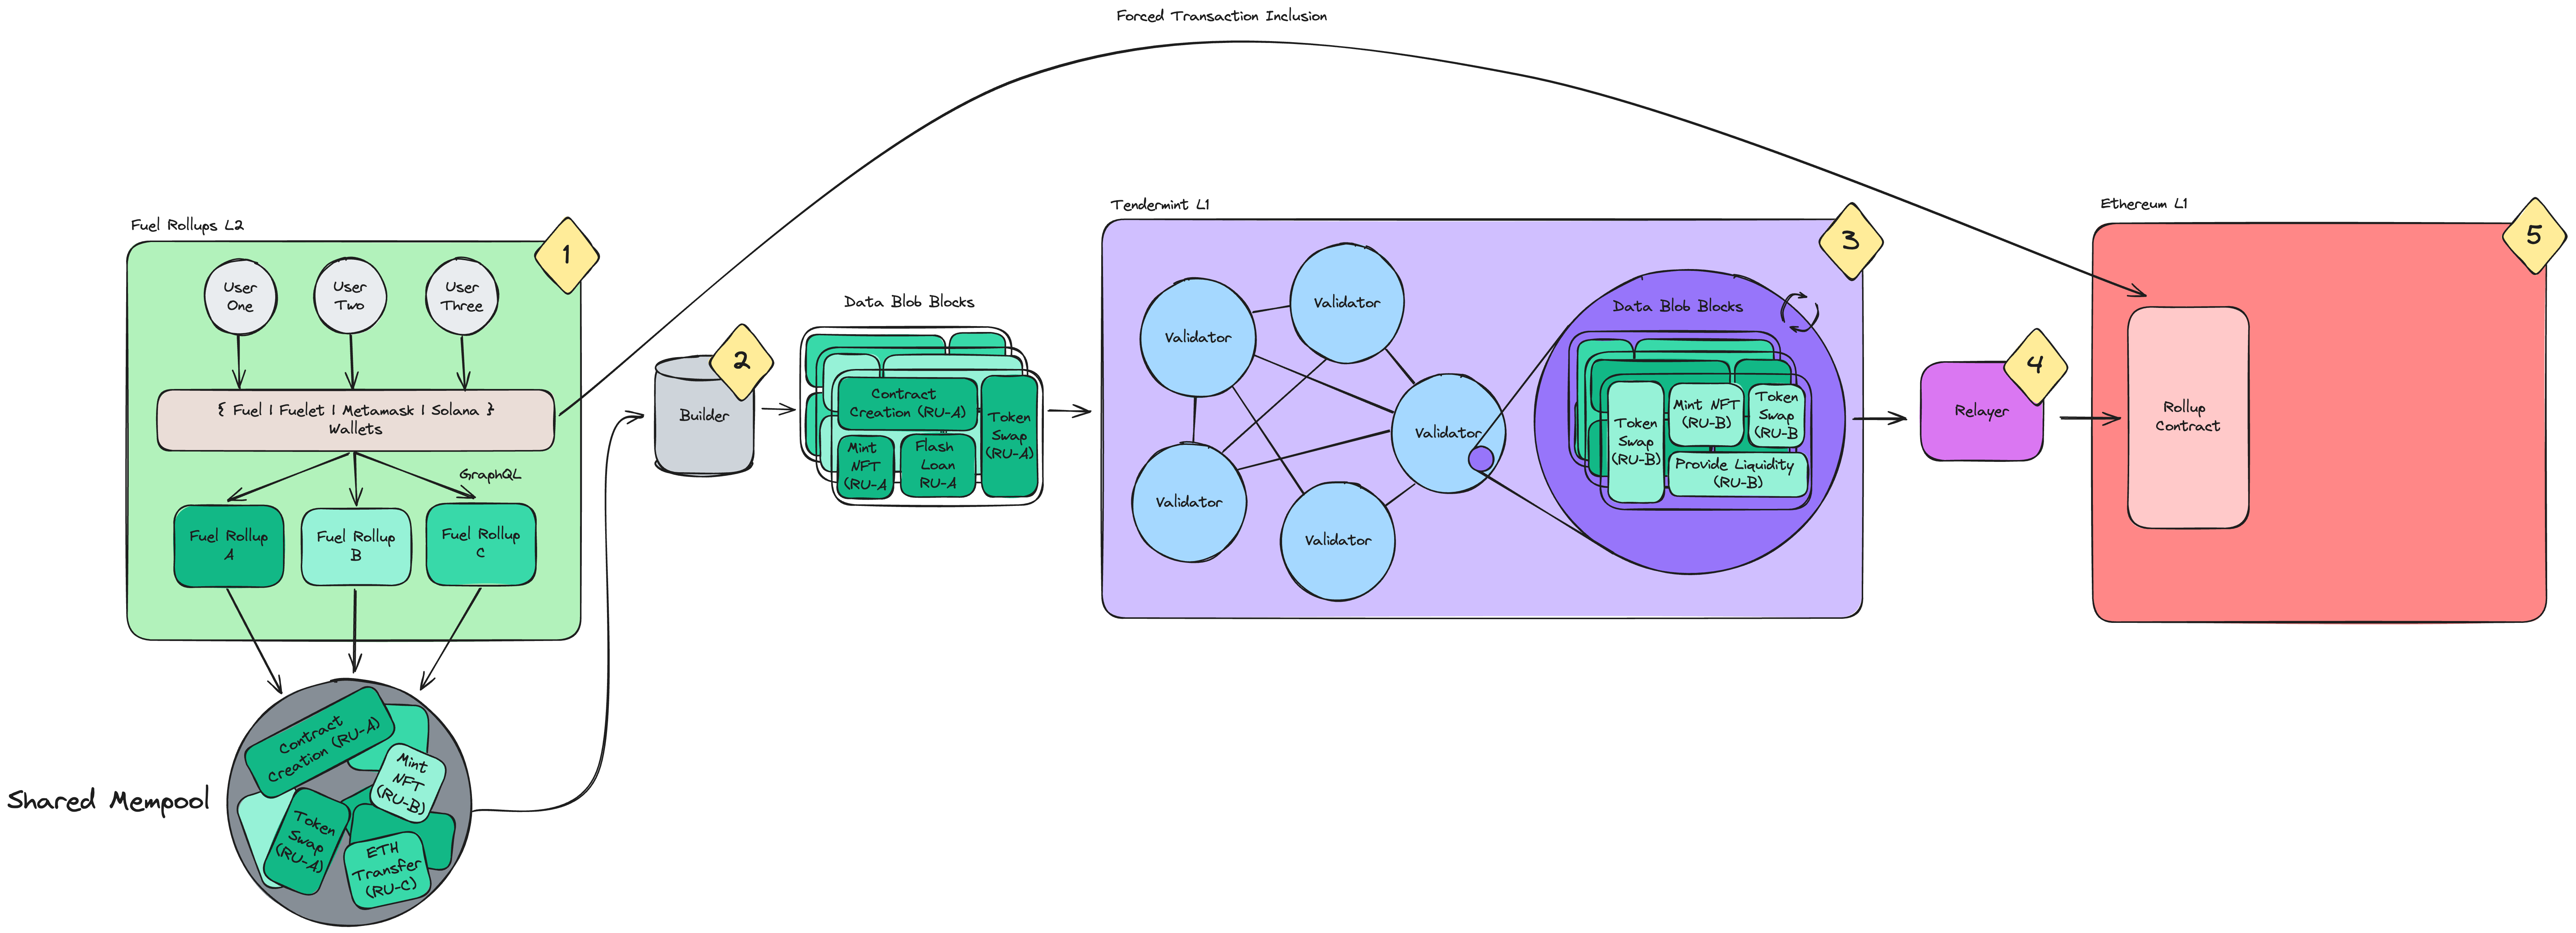 Forced Transaction Inclusion
Fuel Rollups L2
1
User
One
User
Two
User
Three
{ Fuel | Fuelet | Metamask | Solana }
Wallets
GraphQL
Fuel Rollup
A
Fuel Rollup
B
Fuel Rollup
C
Shared Mempool
Contract
Creation (RU-A)
Mint
NFT
(RU-B)
Token
Swap
(RU-A)
ETH
Transfer
(RU-C)
2
Builder
Data Blob Blocks
Contract
Creation (RU-A)
Token
Swap
(RU-A)
Mint
NFT
(RU-A
Flash
Loan
RU-A
Tendermint L1
3
Validator
Validator
Validator
Validator
Validator
Data Blob Blocks
Token
Swap
(RU-B)
Mint NFT
(RU-B)
Token
Swap
(RU-B
Provide Liquidity
(RU-B)
4
Relayer
Ethereum L1
5
Rollup
Contract